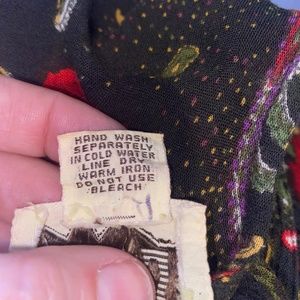 HAND WASH
SEPARATELY
IN COLD WATER
LINE DRY
WARM IRON
DO NOT USE
BLEACH